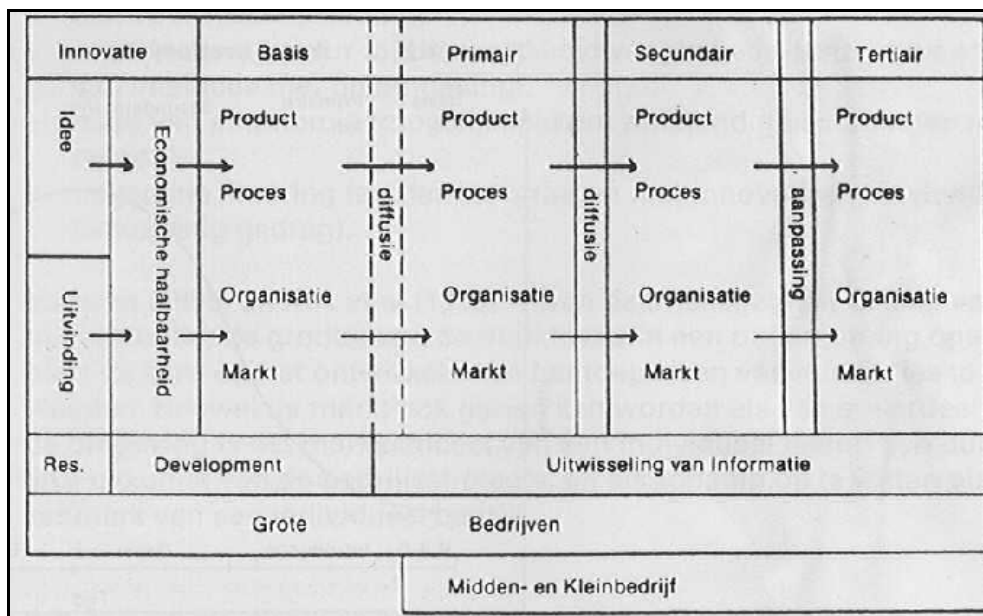 Innovatie Basis Primair Secundair Tertiair
Idee
Uitvinding
Economische haalbaarheid
Product
Proces
Organisatie
Markt
diffusie
Product
Proces
Organisatie
Markt
diffusie
Product
Proces
Organisatie
Markt
aanpassing
Product
Proces
Organisatie
Markt
Res. Development Uitwisseling van Informatie
Grote Bedrijven
Midden- en Kleinbedrijf